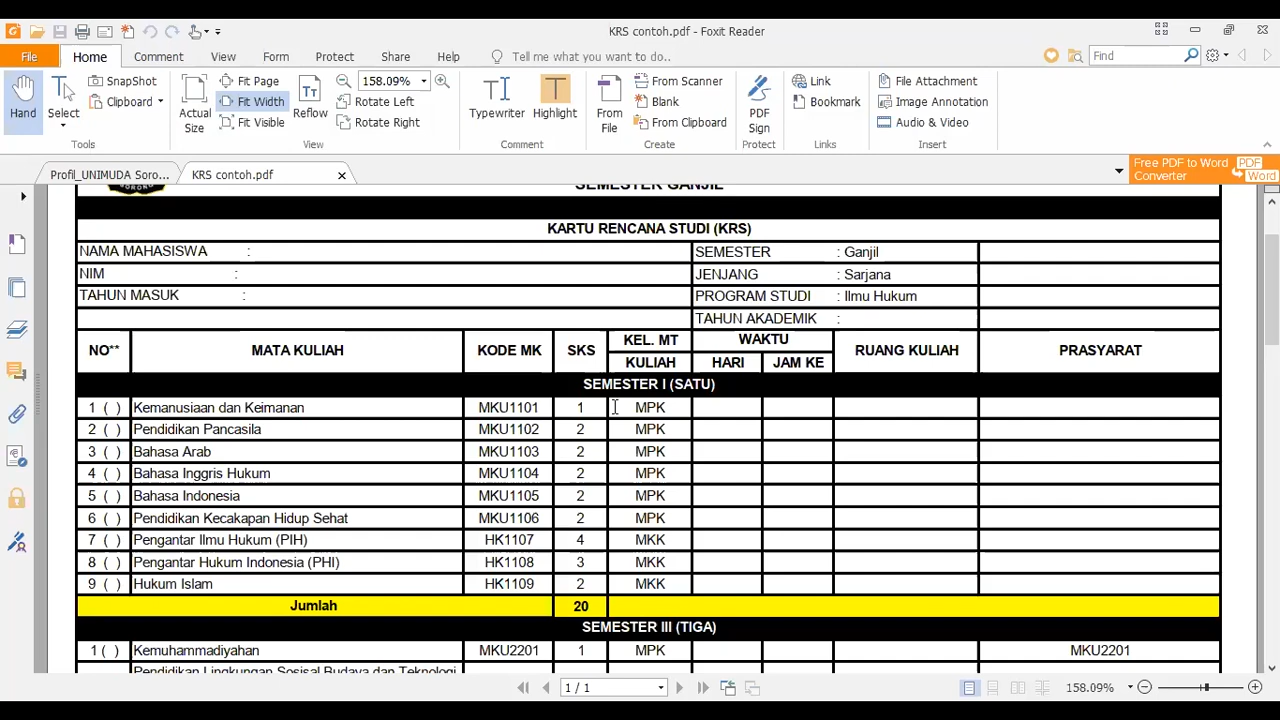 KRS contoh.pdf - Foxit Reader
File Home Comment View Form Protect Share Help Tell me what you want to do.. Find
Hand
Select
SnapShot
Clipboard
Actual Size
Fit Page
Fit Width
Fit Visible
Reflow
158.09%
Rotate Left
Rotate Right
Typewriter
Highlight
From File
From Scanner
Blank
From Clipboard
PDF Sign
Link
Bookmark
File Attachment
Image Annotation
Audio & Video
Tools View Comment Create Protect Links Insert
Profil_UNIMUDA Soro... KRS contoh.pdf
Free PDF to Word Converter
PDF Word
SEMESTER GANJIL
KARTU RENCANA STUDI (KRS)
NAMA MAHASISWA : SEMESTER : Ganjil
NIM : JENJANG : Sarjana
TAHUN MASUK : PROGRAM STUDI : Ilmu Hukum
TAHUN AKADEMIK :
NO** MATA KULIAH KODE MK SKS KEL. MT KULIAH WAKTU HARI JAM KE RUANG KULIAH PRASYARAT
SEMESTER I (SATU)
1 ( ) Kemanusiaan dan Keimanan MKU1101 1 MPK
2 ( ) Pendidikan Pancasila MKU1102 2 MPK
3 ( ) Bahasa Arab MKU1103 2 MPK
4 ( ) Bahasa Inggris Hukum MKU1104 2 MPK
5 ( ) Bahasa Indonesia MKU1105 2 MPK
6 ( ) Pendidikan Kecakapan Hidup Sehat MKU1106 2 MPK
7 ( ) Pengantar Ilmu Hukum (PIH) HK1107 4 MKK
8 ( ) Pengantar Hukum Indonesia (PHI) HK1108 3 MKK
9 ( ) Hukum Islam HK1109 2 MKK
Jumlah 20
SEMESTER III (TIGA)
1 ( ) Kemuhammadiyahan MKU2201 1 MPK MKU2201
Pendidikan Lingkungan Sosisal Budaya dan Teknologi
1 / 1 158.09%